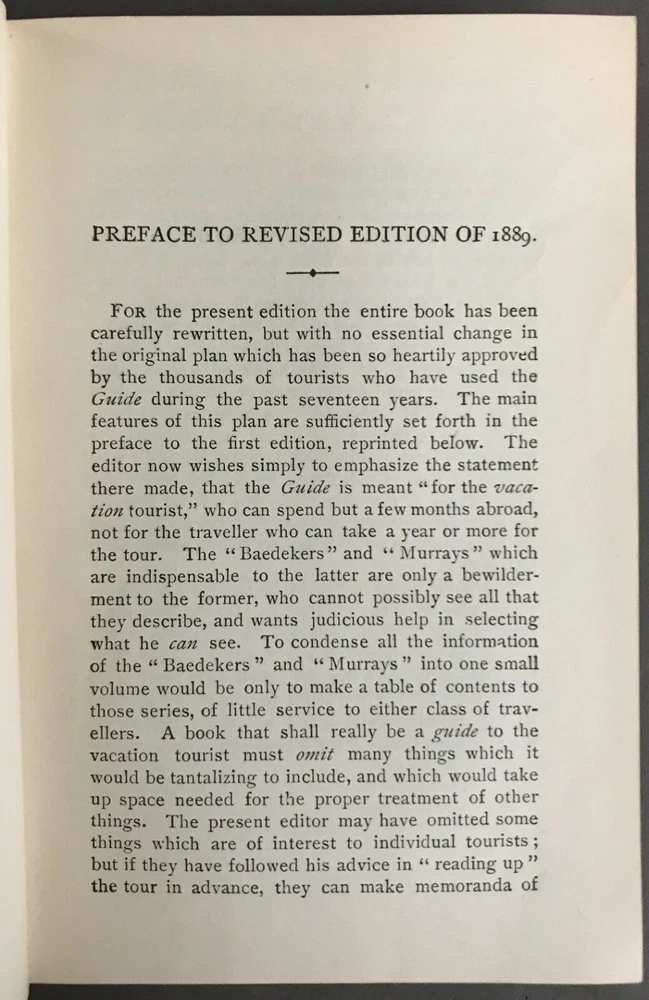 PREFACE TO REVISED EDITION OF 1889.
FOR the present edition the entire book has been
carefully rewritten, but with no essential change in
the original plan which has been so heartily approved
by the thousands of tourists who have used the
Guide during the past seventeen years. The main
features of this plan are sufficiently set forth in the
preface to the first edition, reprinted below. The
editor now wishes simply to emphasize the statement
there made, that the Guide is meant “for the vaca-
tion tourist,” who can spend but a few months abroad,
not for the traveller who can take a year or more for
the tour. The “Baedekers” and “Murrays” which
are indispensable to the latter are only a bewilder-
ment to the former, who cannot possibly see all that
they describe, and wants judicious help in selecting
what he can see. To condense all the information
of the “Baedekers” and “Murrays” into one small
volume would be only to make a table of contents to
those series, of little service to either class of trav-
ellers. A book that shall really be a guide to the
vacation tourist must omit many things which it
would be tantalizing to include, and which would take
up space needed for the proper treatment of other
things. The present editor may have omitted some
things which are of interest to individual tourists;
but if they have followed his advice in “reading up”
the tour in advance, they can make memoranda of